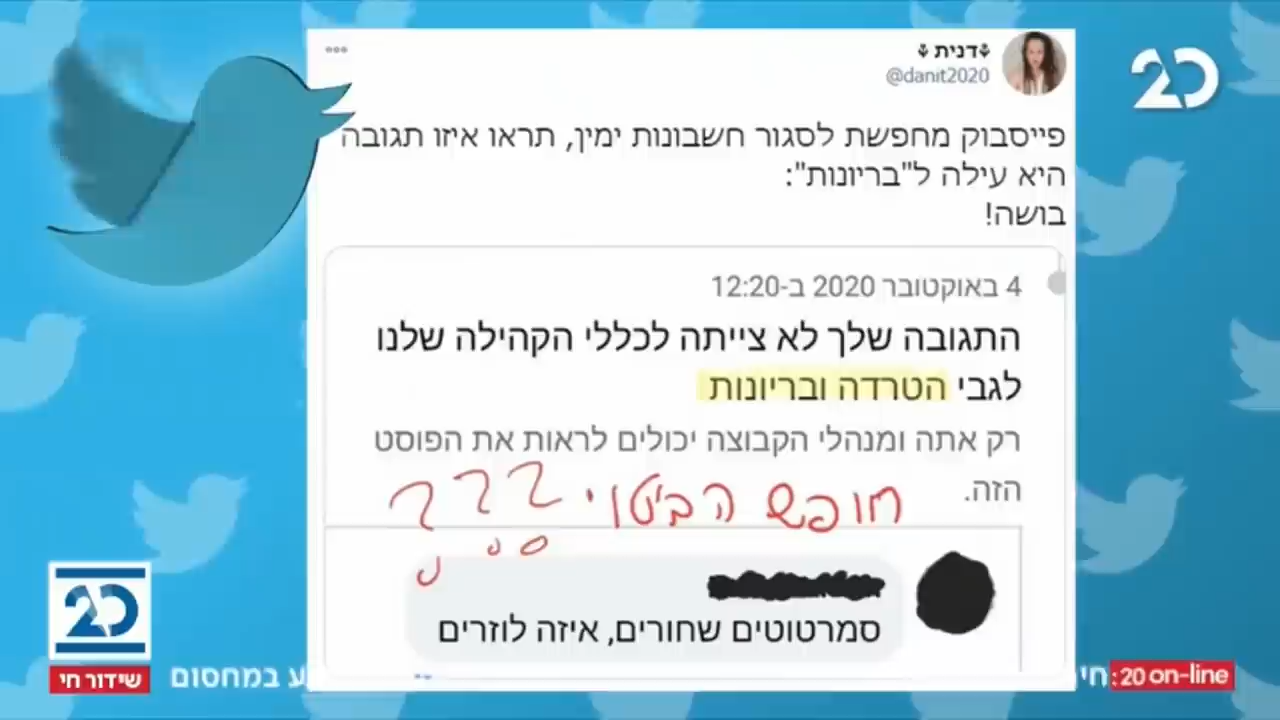 ⚘דנית⚘
@danit2020
20
פייסבוק מחפשת לסגור חשבונות ימין, תראו איזו תגובה
היא עילה ל"בריונות":
בושה!
4 באוקטובר 2020 ב-12:20
התגובה שלך לא צייתה לכללי הקהילה שלנו
לגבי הטרדה ובריונות
רק אתה ומנהלי הקבוצה יכולים לראות את הפוסט
הזה.
חופש הביטוי ???
סמרטוטים שחורים, איזה לוזרים
20
שידור חי
20 on-line: חי
ע במחסום